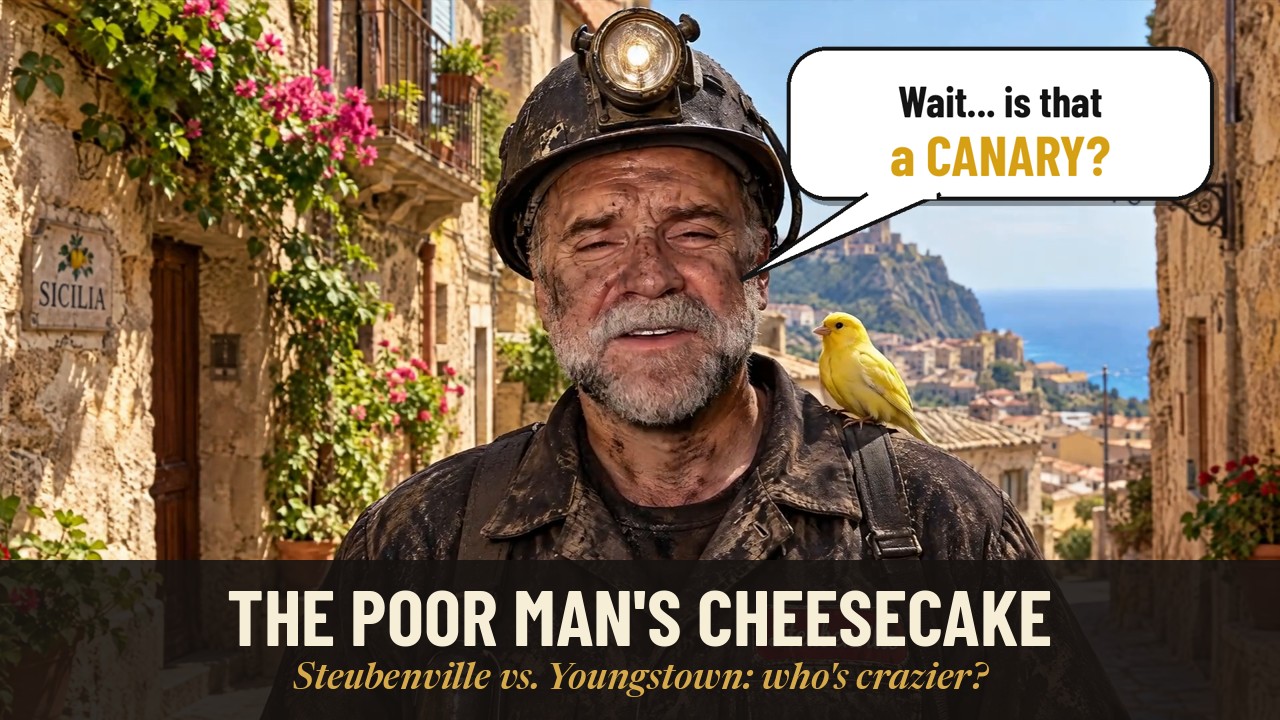 Wait... is that
a CANARY?
SICILIA
THE POOR MAN'S CHEESECAKE
Steubenville vs. Youngstown: who's crazier?